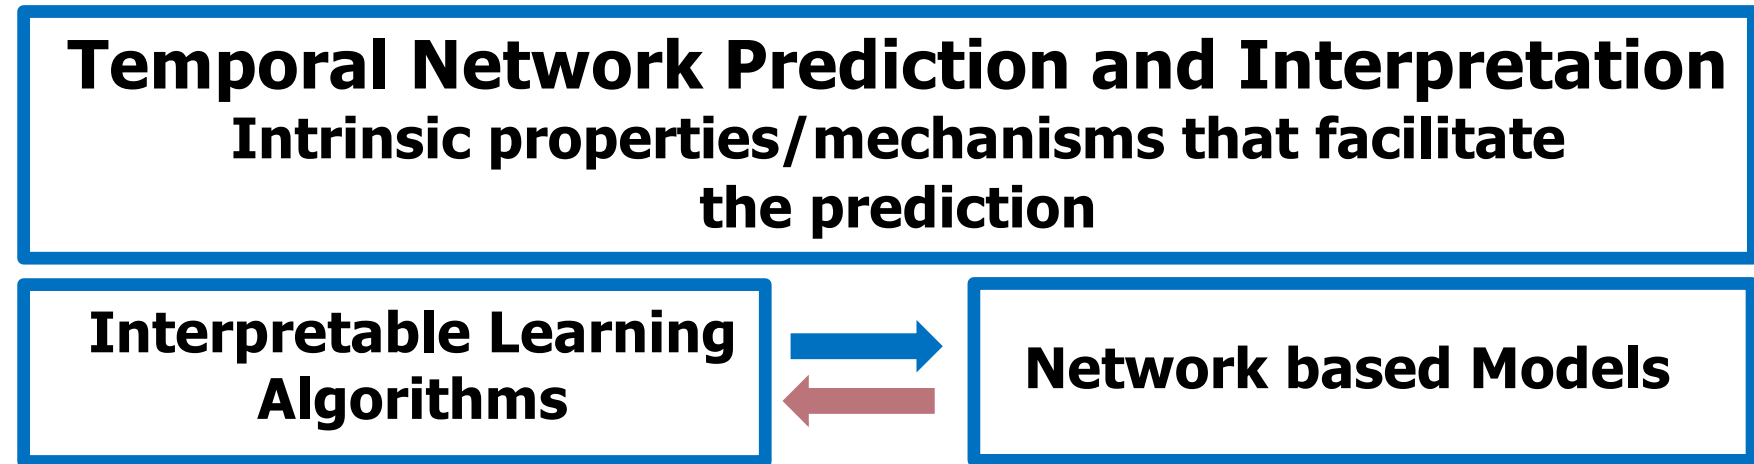 Temporal Network Prediction and Interpretation
Intrinsic properties/mechanisms that facilitate
the prediction
Interpretable Learning
Algorithms
Network based Models